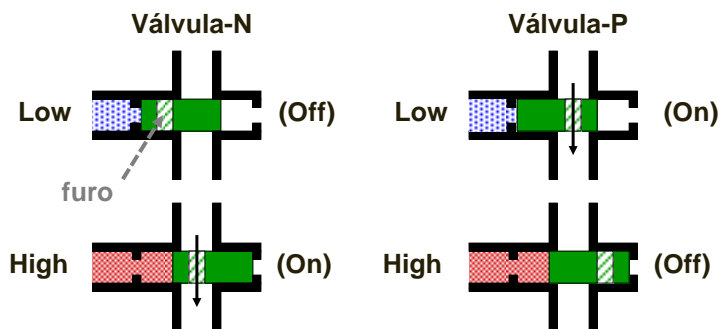 Válvula-N
Válvula-P
Low
(Off)
Low
(On)
furo
High
(On)
High
(Off)